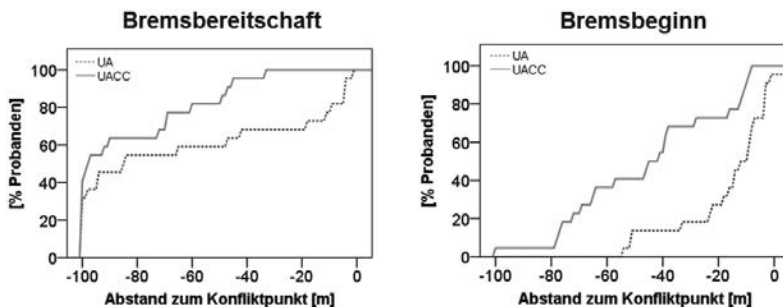 Bremsbereitschaft
[% Probanden]
100
80
60
40
20
0
UA
UACC
-100 -80 -60 -40 -20 0
Abstand zum Konfliktpunkt [m]
Bremsbeginn
[% Probanden]
100
80
60
40
20
0
UA
UACC
-100 -80 -60 -40 -20 0
Abstand zum Konfliktpunkt [m]